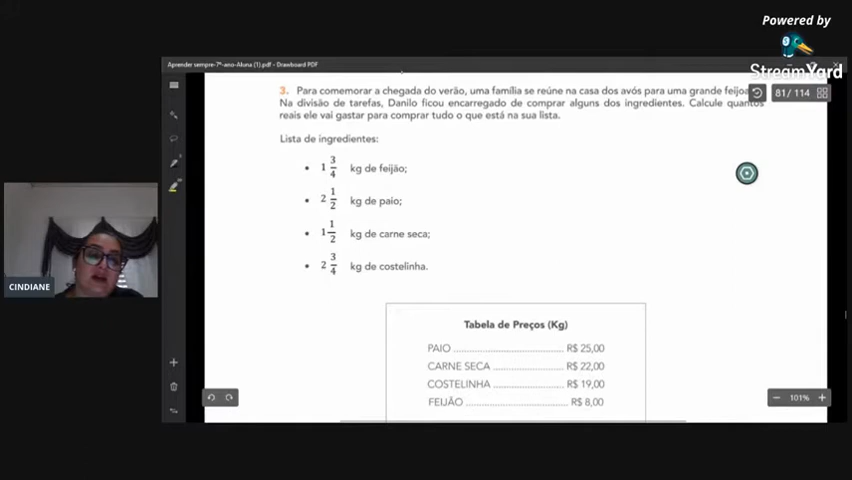 Powered by
StreamYard
Aprender sempre-7º-ano-Aluna (1).pdf - Drawboard PDF
81 / 114
3. Para comemorar a chegada do verão, uma família se reúne na casa dos avós para uma grande feijoa
Na divisão de tarefas, Danilo ficou encarregado de comprar alguns dos ingredientes. Calcule quantos
reais ele vai gastar para comprar tudo o que está na sua lista.
Lista de ingredientes:
• 1 3/4 kg de feijão;
• 2 1/2 kg de paio;
• 1 1/2 kg de carne seca;
• 2 3/4 kg de costelinha.
CINDIANE
Tabela de Preços (Kg)
PAIO ................................ R$ 25,00
CARNE SECA ..................... R$ 22,00
COSTELINHA ..................... R$ 19,00
FEIJÃO .............................. R$ 8,00
101%